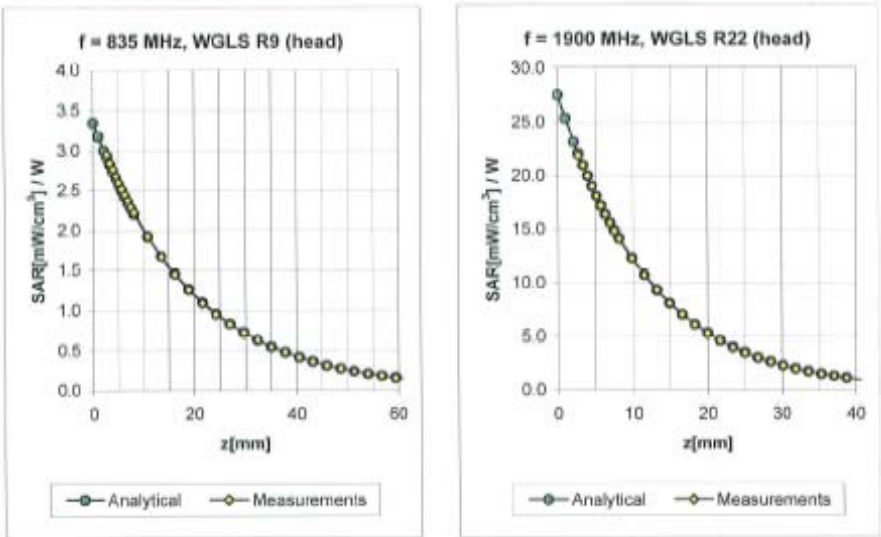 f = 835 MHz, WGLS R9 (head)
4.0
3.5
3.0
2.5
2.0
1.5
1.0
0.5
0.0
SAR[mW/cm³] / W
0
20
40
60
z[mm]
Analytical
Measurements
f = 1900 MHz, WGLS R22 (head)
30.0
25.0
20.0
15.0
10.0
5.0
0.0
SAR[mW/cm³] / W
0
10
20
30
40
z[mm]
Analytical
Measurements